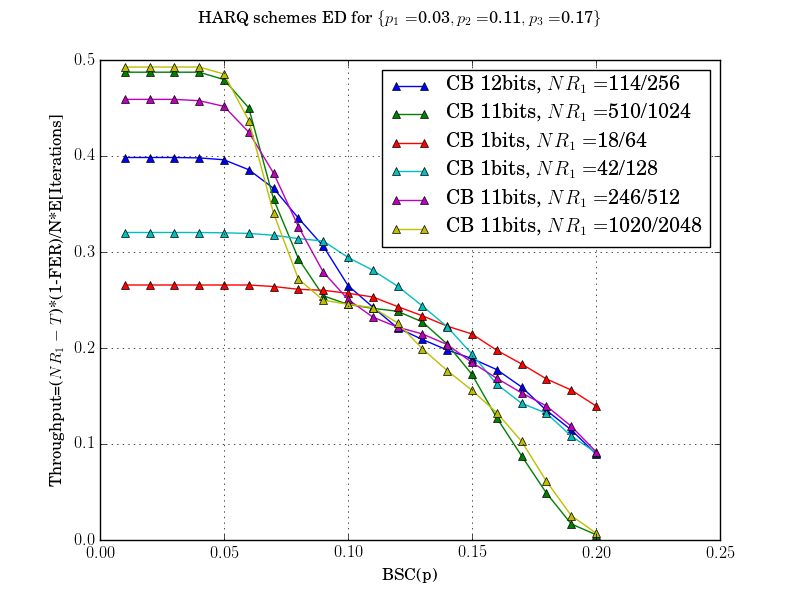 HARQ schemes ED for {p₁ =0.03, p₂ =0.11, p₃ =0.17}
0.5
0.4
0.3
0.2
0.1
0.0
Throughput=(NR₁ − T)*(1-FER)/N*E[Iterations]
CB 12bits, NR₁ =114/256
CB 11bits, NR₁ =510/1024
CB 1bits, NR₁ =18/64
CB 1bits, NR₁ =42/128
CB 11bits, NR₁ =246/512
CB 11bits, NR₁ =1020/2048
0.00 0.05 0.10 0.15 0.20 0.25
BSC(p)